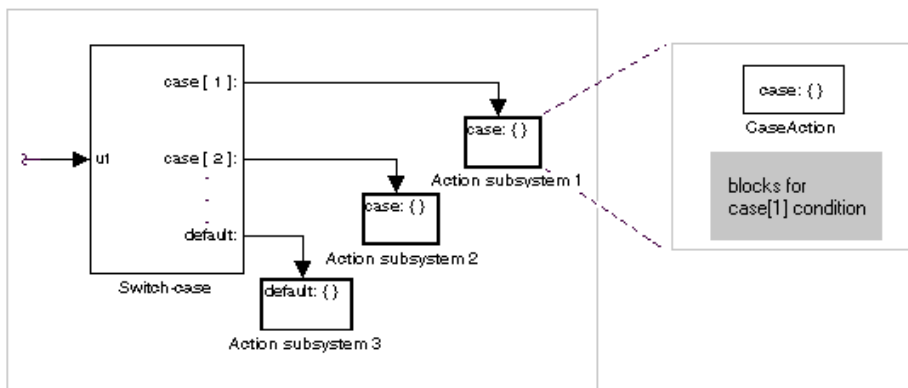 case [ 1 ]:
u1
case [ 2 ]:
default:
Switch-case
case: { }
Action subsystem 1
case: { }
Action subsystem 2
default: { }
Action subsystem 3
case: { }
CaseAction
blocks for
case[1] condition